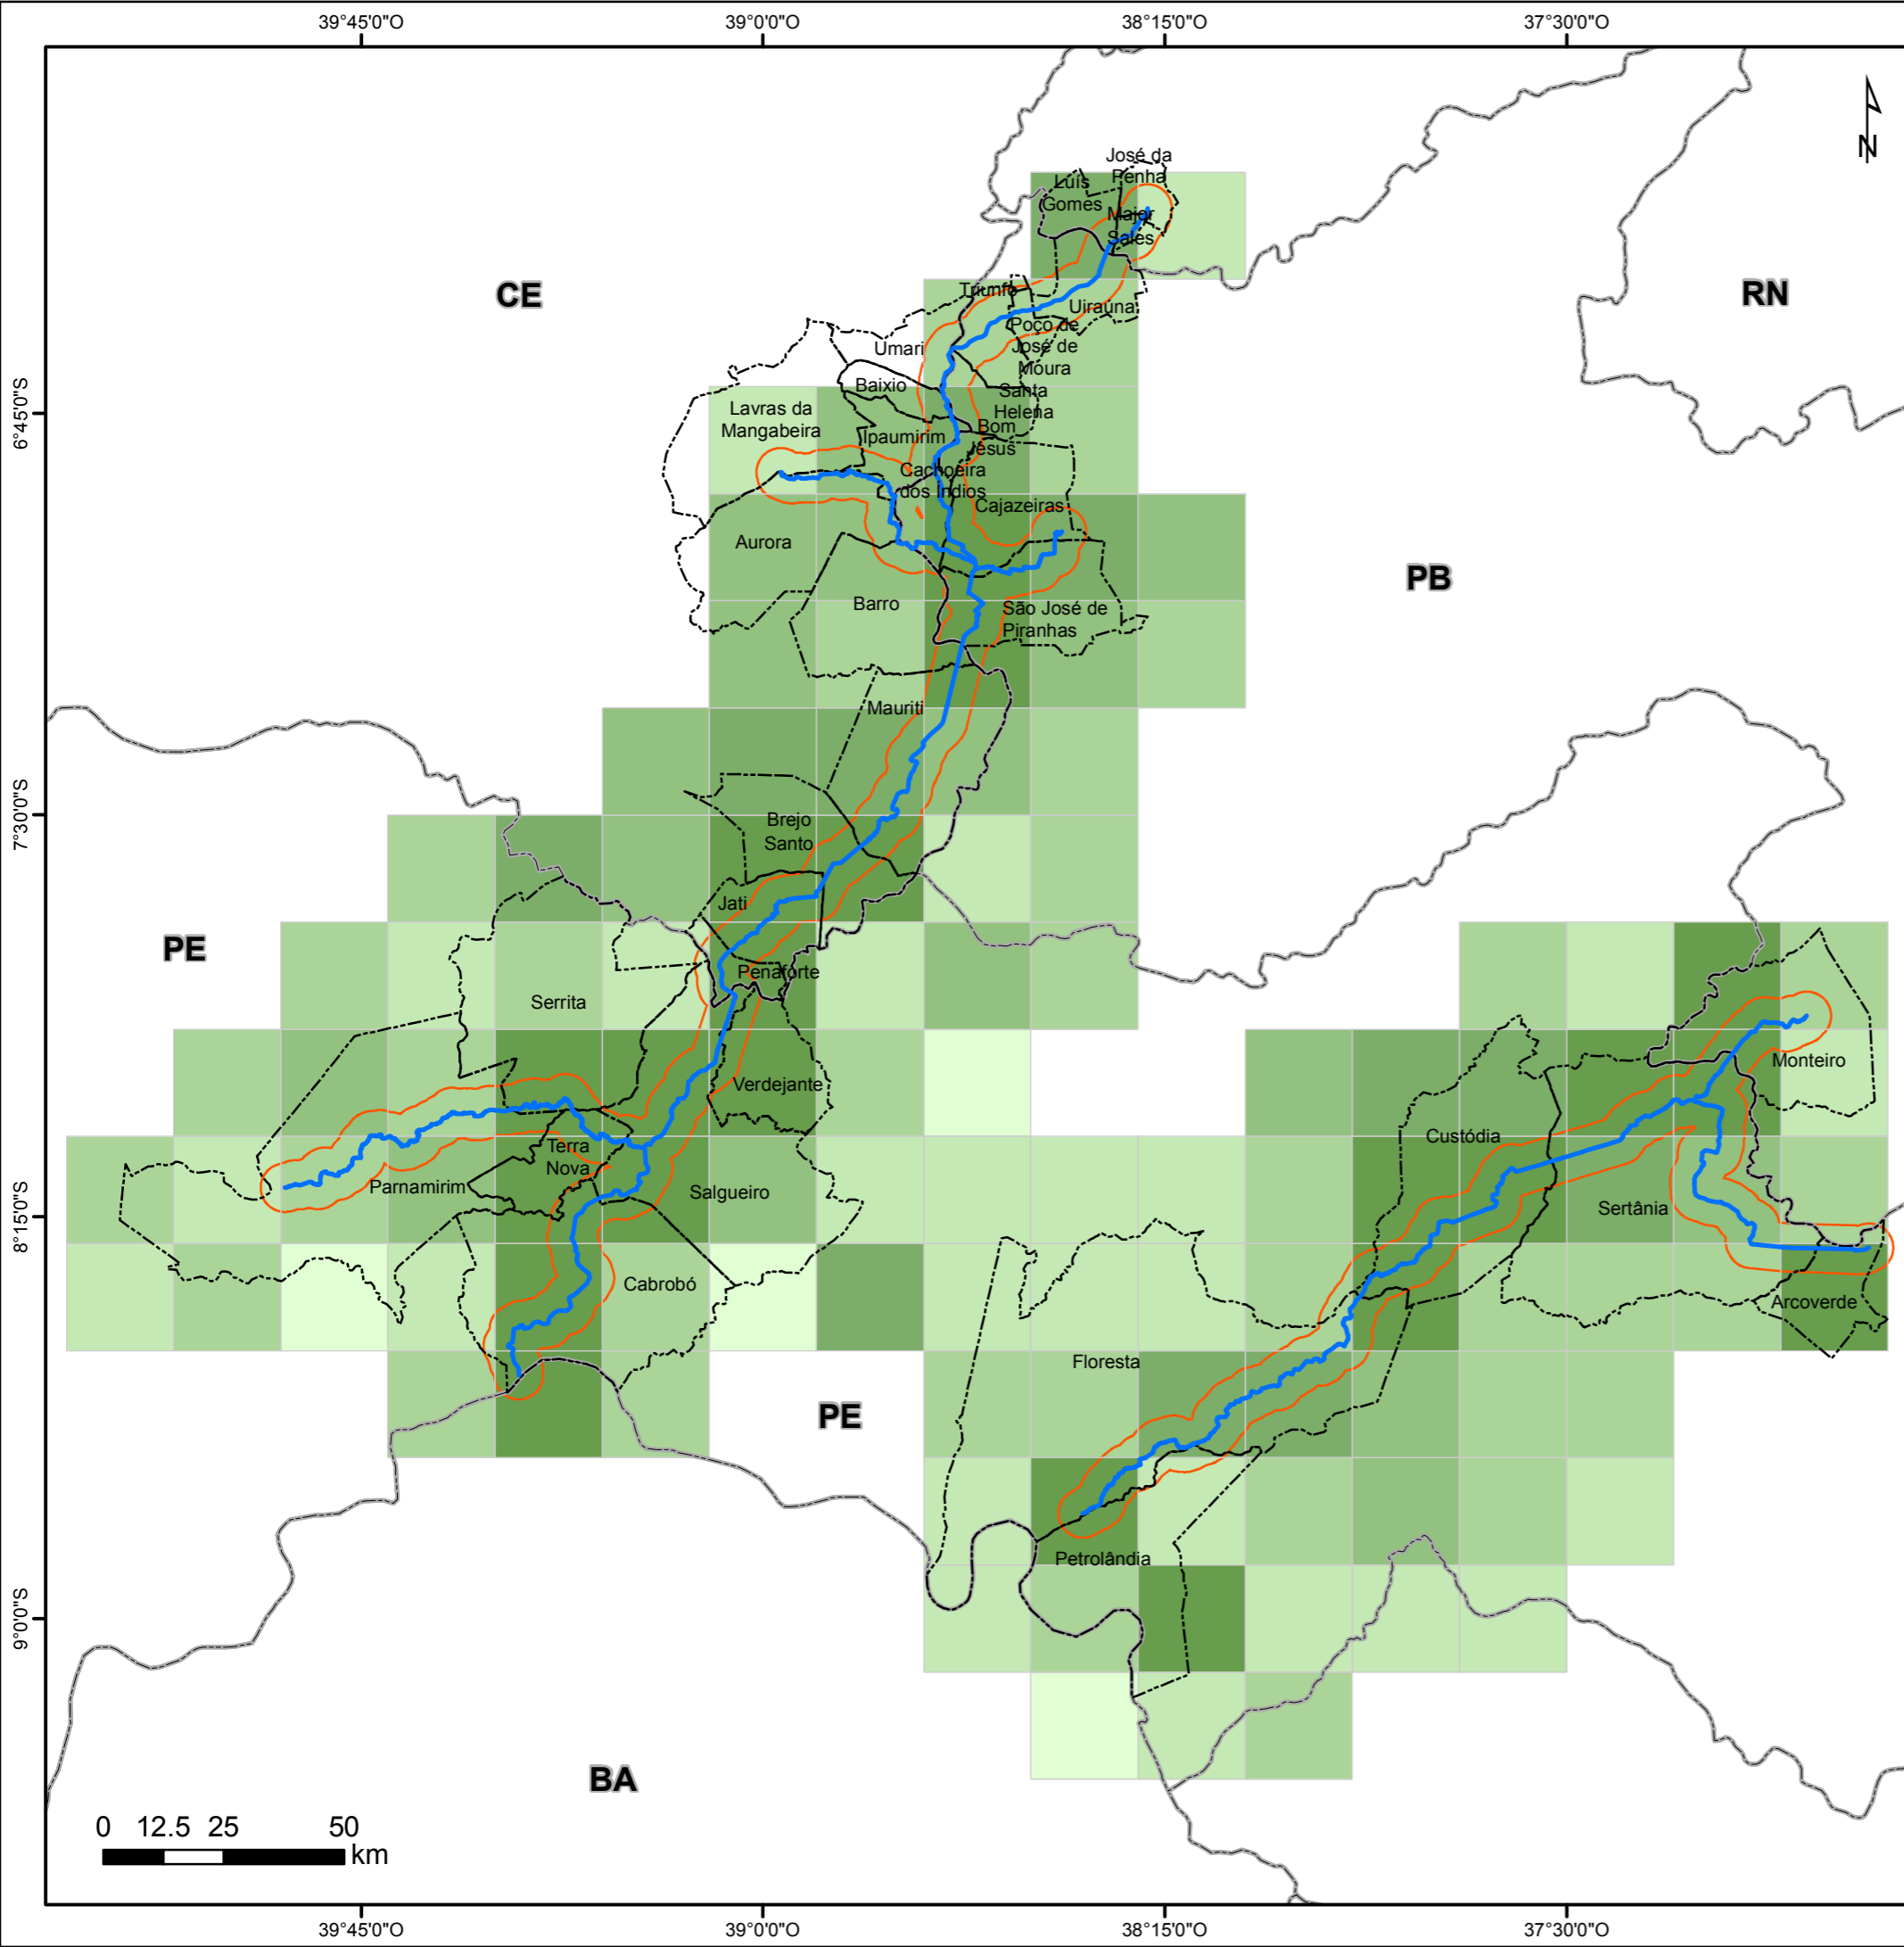 39°45'0"O
39°0'0"O
38°15'0"O
37°30'0"O
N
José da
Penha
Luís
Gomes
Major
Sales
CE
RN
Triunfo
Uiraúna
Poço de
José de
Moura
Umari
Baixio
Santa
Helena
6°45'0"S
Lavras da
Mangabeira
Ipaumirim
Bom
Jesus
Cachoeira
dos Índios
Cajazeiras
Aurora
PB
Barro
São José de
Piranhas
Mauriti
7°30'0"S
Brejo
Santo
Jati
PE
Penaforte
Serrita
Monteiro
Verdejante
Custódia
Terra
Nova
Parnamirim
Salgueiro
Sertânia
8°15'0"S
Cabrobó
Arcoverde
Floresta
PE
Petrolândia
9°0'0"S
BA
0 12.5 25 50
km
39°45'0"O
39°0'0"O
38°15'0"O
37°30'0"O